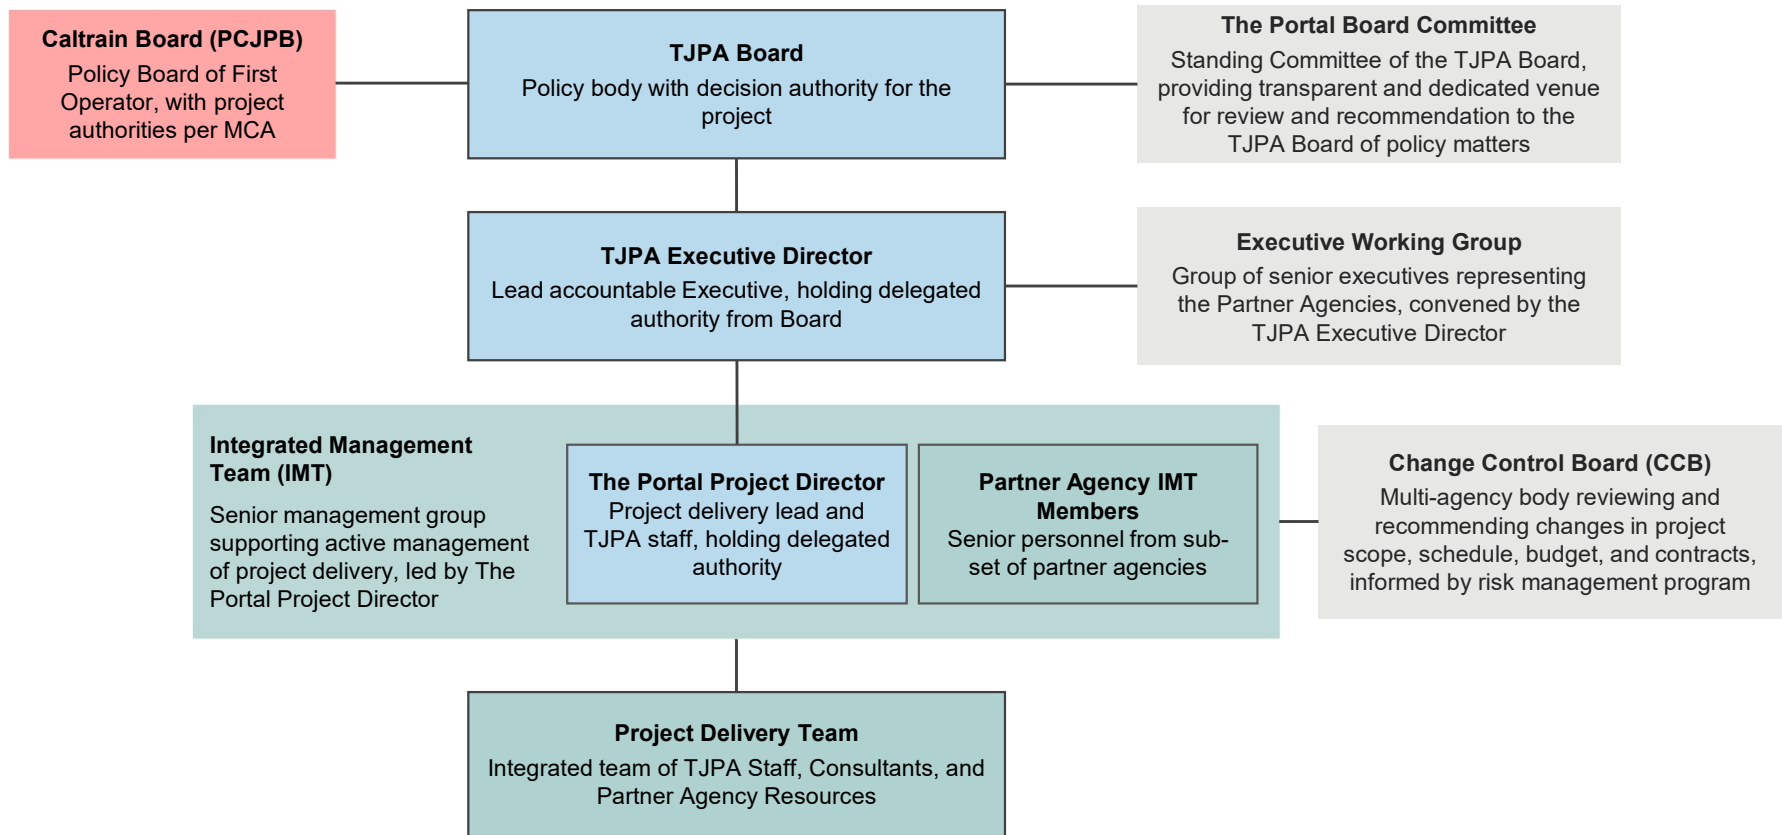 Caltrain Board (PCJPB)
Policy Board of First
Operator, with project
authorities per MCA
TJPA Board
Policy body with decision authority for the
project
The Portal Board Committee
Standing Committee of the TJPA Board,
providing transparent and dedicated venue
for review and recommendation to the
TJPA Board of policy matters
TJPA Executive Director
Lead accountable Executive, holding delegated
authority from Board
Executive Working Group
Group of senior executives representing
the Partner Agencies, convened by the
TJPA Executive Director
Integrated Management
Team (IMT)
Senior management group
supporting active management
of project delivery, led by The
Portal Project Director
The Portal Project Director
Project delivery lead and
TJPA staff, holding delegated
authority
Partner Agency IMT
Members
Senior personnel from sub-
set of partner agencies
Change Control Board (CCB)
Multi-agency body reviewing and
recommending changes in project
scope, schedule, budget, and contracts,
informed by risk management program
Project Delivery Team
Integrated team of TJPA Staff, Consultants, and
Partner Agency Resources